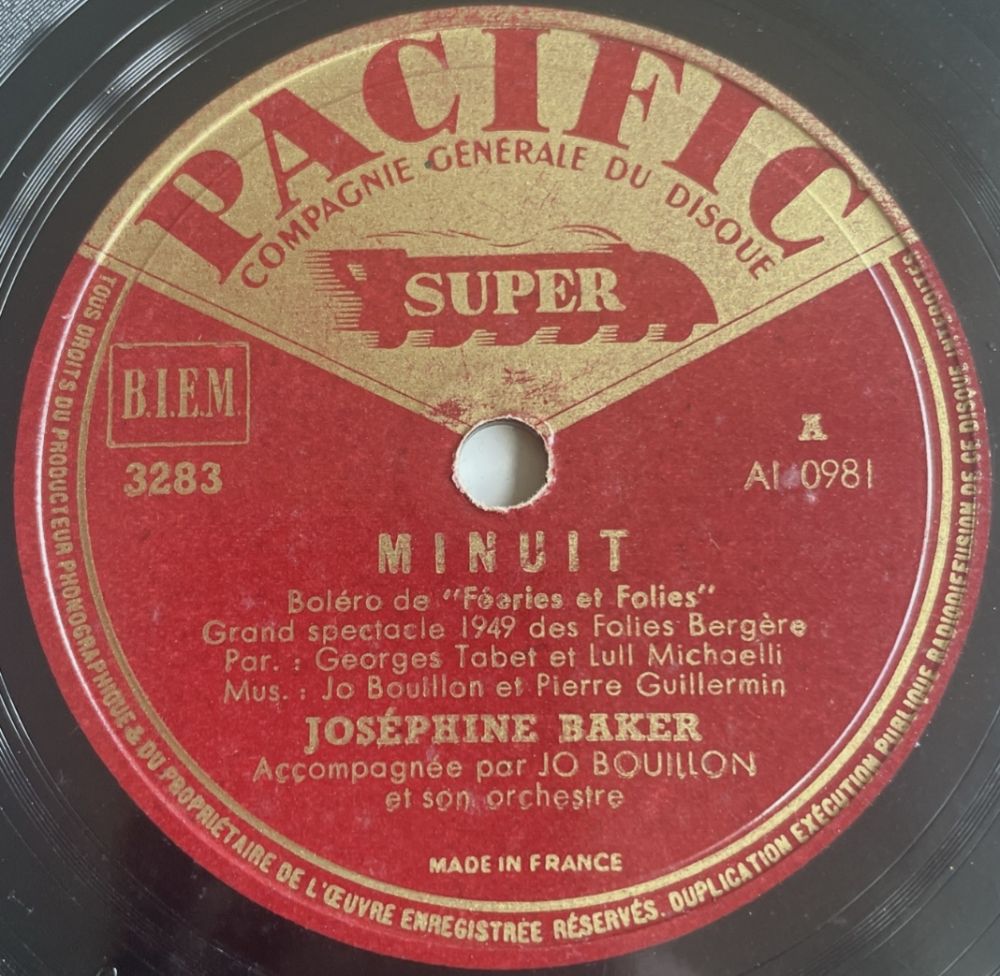 PACIFIC
COMPAGNIE GÉNÉRALE DU DISQUE
SUPER
B.I.E.M.
3283
A
AI 0981
MINUIT
Boléro de "Féeries et Folies"
Grand spectacle 1949 des Folies Bergère
Par. : Georges Tabet et Lull Michaelli
Mus. : Jo Bouillon et Pierre Guillermin
JOSÉPHINE BAKER
Accompagnée par JO BOUILLON
et son orchestre
MADE IN FRANCE
TOUS DROITS DU PRODUCTEUR PHONOGRAPHIQUE & DU PROPRIÉTAIRE DE L'ŒUVRE ENREGISTRÉE RÉSERVÉS. DUPLICATION EXÉCUTION PUBLIQUE RADIODIFFUSION DE CE DISQUE INTERDITES